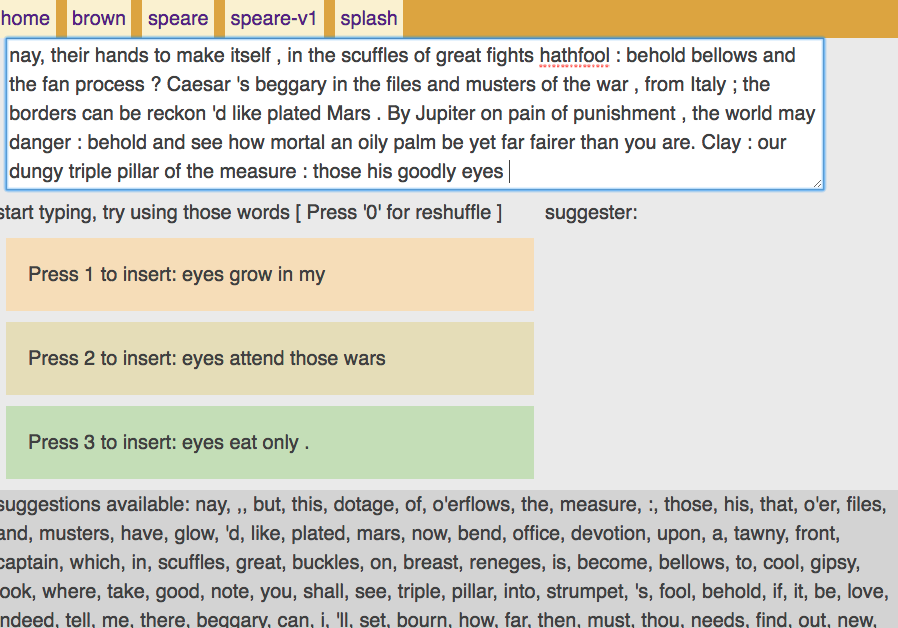 home brown speare speare-v1 splash
nay, their hands to make itself , in the scuffles of great fights hathfool : behold bellows and
the fan process ? Caesar 's beggary in the files and musters of the war , from Italy ; the
borders can be reckon 'd like plated Mars . By Jupiter on pain of punishment , the world may
danger : behold and see how mortal an oily palm be yet far fairer than you are. Clay : our
dungy triple pillar of the measure : those his goodly eyes
start typing, try using those words [ Press '0' for reshuffle ] suggester:
Press 1 to insert: eyes grow in my
Press 2 to insert: eyes attend those wars
Press 3 to insert: eyes eat only .
suggestions available: nay, ,, but, this, dotage, of, o'erflows, the, measure, :, those, his, that, o'er, files,
and, musters, have, glow, 'd, like, plated, mars, now, bend, office, devotion, upon, a, tawny, front,
captain, which, in, scuffles, great, buckles, on, breast, reneges, is, become, bellows, to, cool, gipsy,
look, where, take, good, note, you, shall, see, triple, pillar, into, strumpet, 's, fool, behold, if, it, be, love,
indeed, tell, me, there, beggary, can, i, 'll, set, bourn, how, far, then, must, thou, needs, find, out, new,